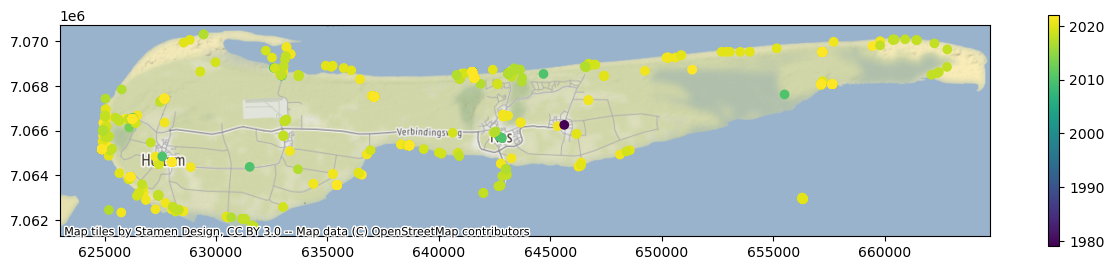 1e6
7.070
7.068
7.066
7.064
7.062
Verbindingsweg
Map tiles by Stamen Design, CC BY 3.0 -- Map data (C) OpenStreetMap contributors
625000 630000 635000 640000 645000 650000 655000 660000
2020
2010
2000
1990
1980